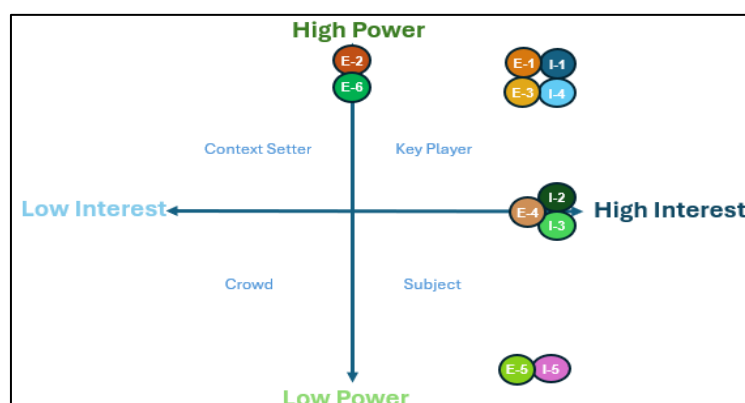 High Power
E-2
E-1 I-1
E-6
E-3 I-4
Context Setter Key Player
I-2
Low Interest E-4 High Interest
I-3
Crowd Subject
E-5 I-5
Low Power